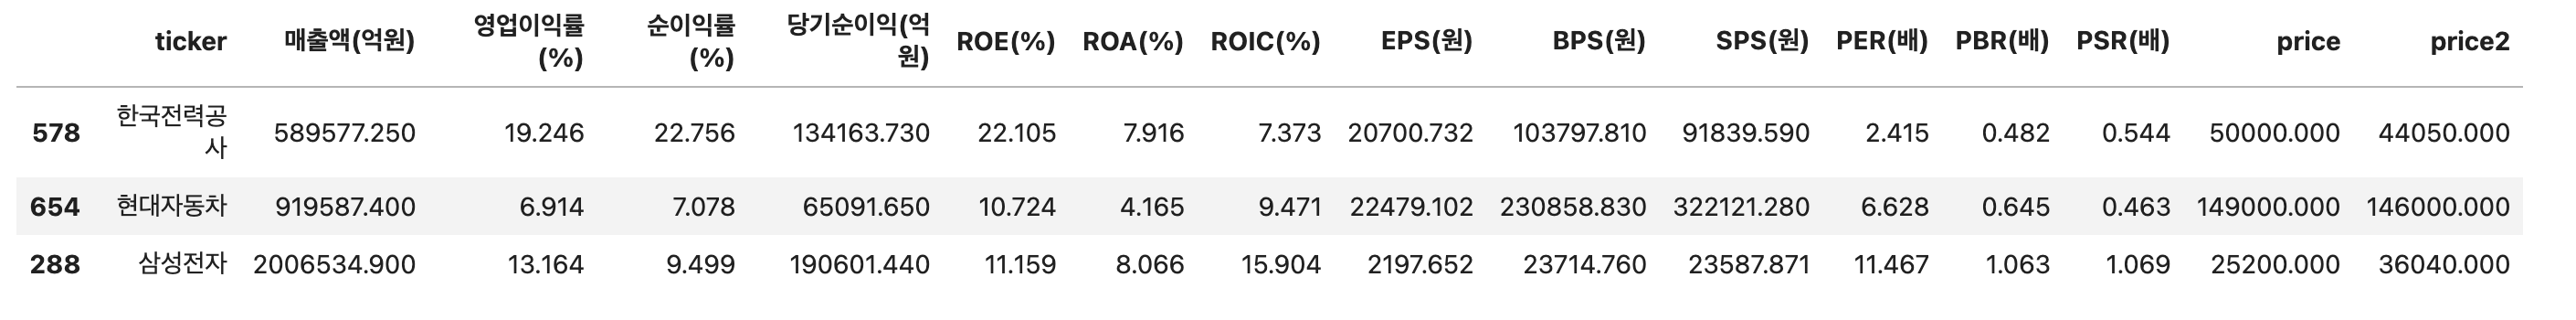 ticker 매출액(억원) 영업이익률(%) 순이익률(%) 당기순이익(억원) ROE(%) ROA(%) ROIC(%) EPS(원) BPS(원) SPS(원) PER(배) PBR(배) PSR(배) price price2
578 한국전력공사 589577.250 19.246 22.756 134163.730 22.105 7.916 7.373 20700.732 103797.810 91839.590 2.415 0.482 0.544 50000.000 44050.000
654 현대자동차 919587.400 6.914 7.078 65091.650 10.724 4.165 9.471 22479.102 230858.830 322121.280 6.628 0.645 0.463 149000.000 146000.000
288 삼성전자 2006534.900 13.164 9.499 190601.440 11.159 8.066 15.904 2197.652 23714.760 23587.871 11.467 1.063 1.069 25200.000 36040.000